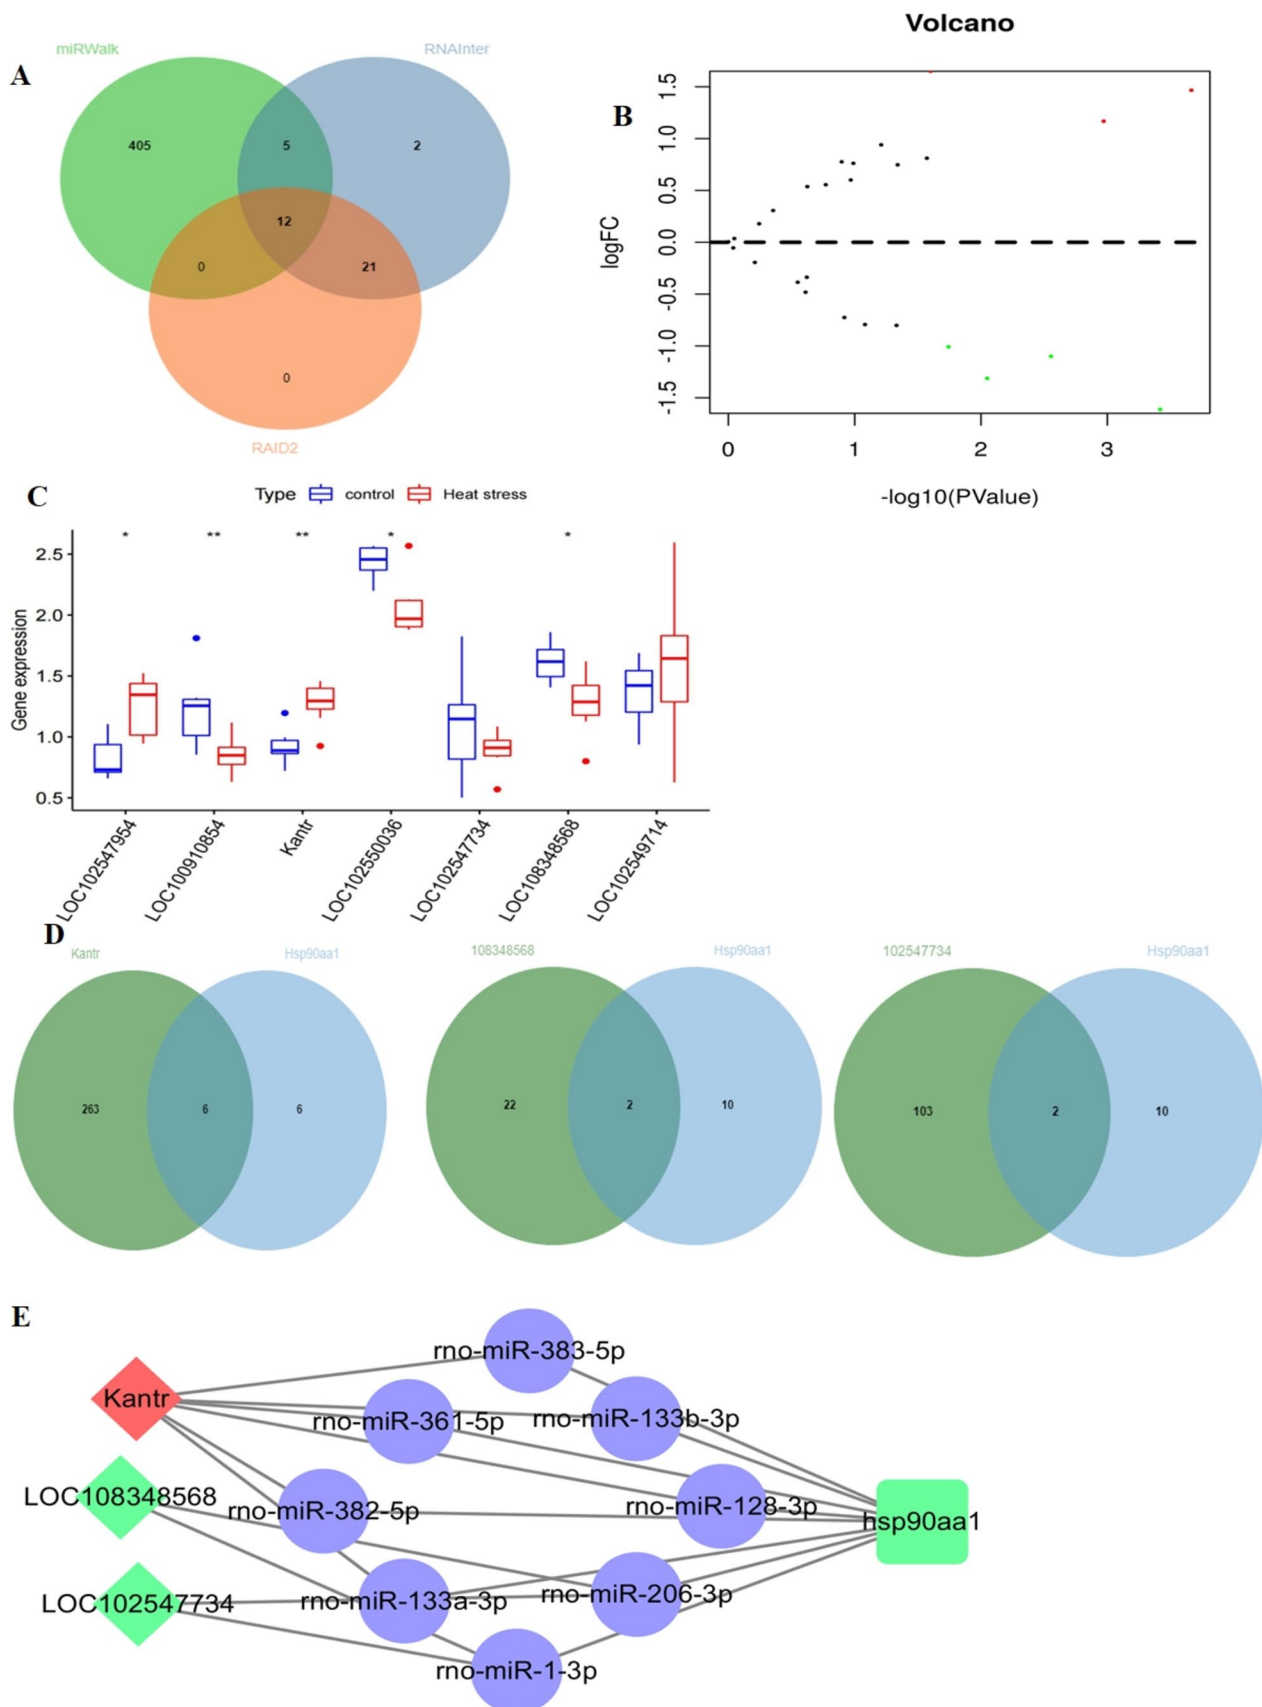 A
miRWalk
RNAInter
405
5
2
12
0
21
0
RAID2
Volcano
B
logFC
1.5
1.0
0.5
0.0
-0.5
-1.0
-1.5
0 1 2 3
-log10(PValue)
C
Type control Heat stress
* ** ** * *
Gene expression
2.5
2.0
1.5
1.0
0.5
LOC102547954
LOC100910854
Kantr
LOC102550036
LOC102547734
LOC108348568
LOC102549714
D
Kantr
Hsp90aa1
263 6 6
108348568
Hsp90aa1
22 2 10
102547734
Hsp90aa1
103 2 10
E
rno-miR-383-5p
Kantr
rno-miR-361-5p
rno-miR-133b-3p
LOC108348568
rno-miR-382-5p
rno-miR-128-3p
hsp90aa1
LOC102547734
rno-miR-133a-3p
rno-miR-206-3p
rno-miR-1-3p